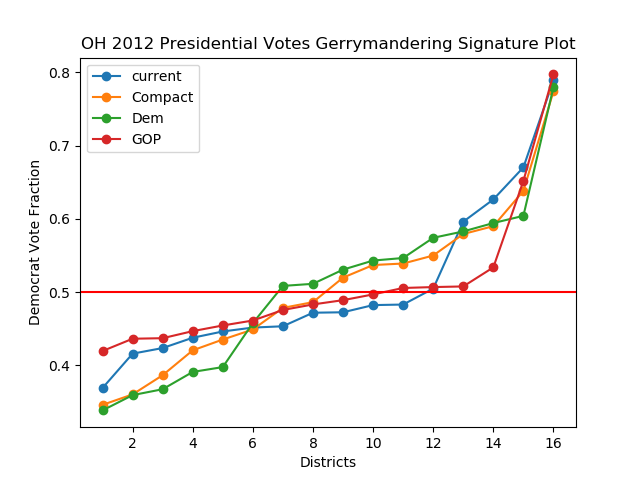 OH 2012 Presidential Votes Gerrymandering Signature Plot
current
Compact
Dem
GOP
Democrat Vote Fraction
0.8
0.7
0.6
0.5
0.4
2 4 6 8 10 12 14 16
Districts